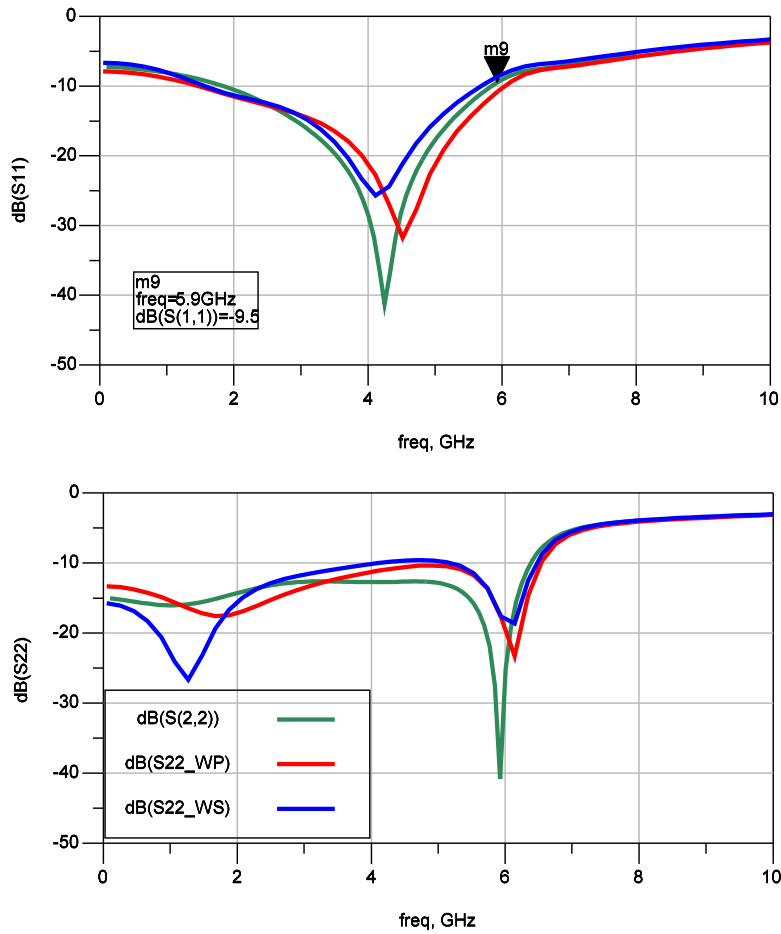 0
-10
-20
-30
-40
-50
dB(S11)
m9
m9
freq=5.9GHz
dB(S(1,1))=-9.5
0 2 4 6 8 10
freq, GHz
0
-10
-20
-30
-40
-50
dB(S22)
dB(S(2,2))
dB(S22_WP)
dB(S22_WS)
0 2 4 6 8 10
freq, GHz